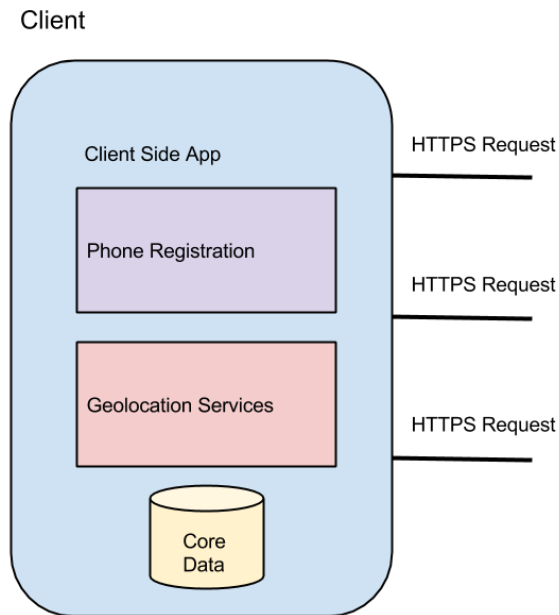 Client
HTTPS Request
Client Side App
Phone Registration
HTTPS Request
Geolocation Services
HTTPS Request
Core
Data